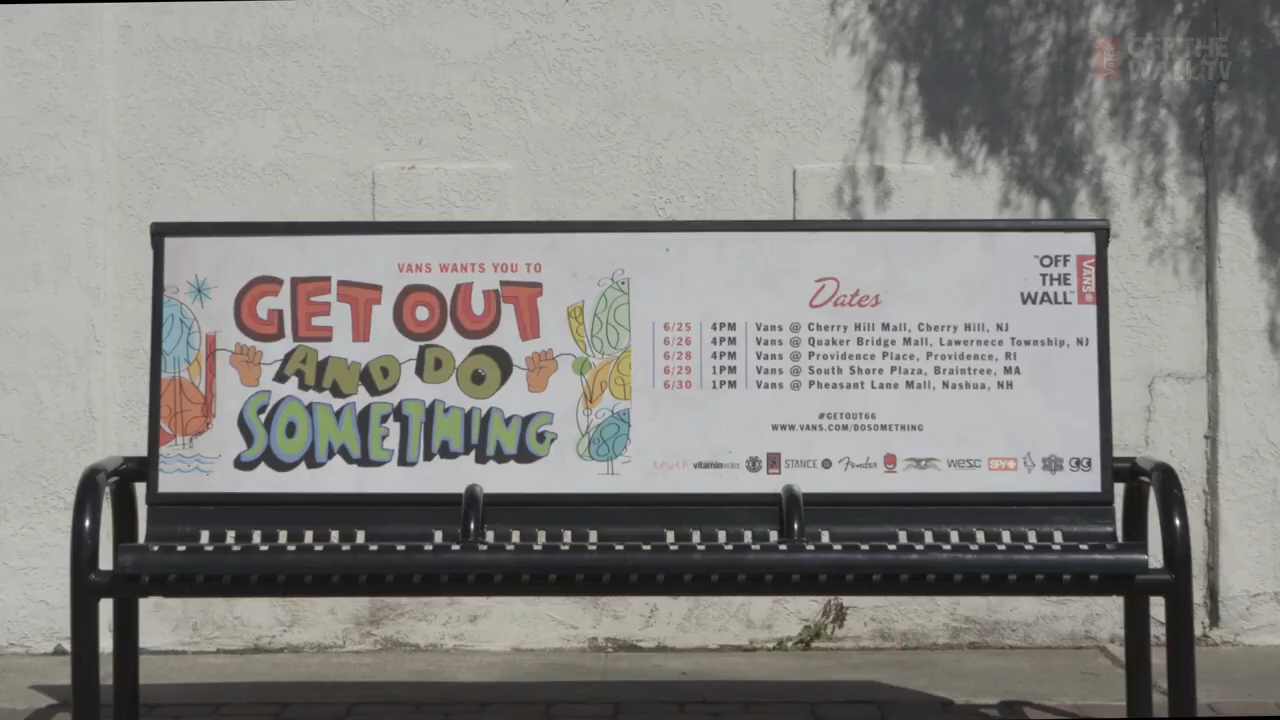 OFF THE
WALL.TV
VANS WANTS YOU TO
GET OUT
AND DO
SOMETHING
"OFF
THE
WALL"
VANS
Dates
6/25 4PM Vans @ Cherry Hill Mall, Cherry Hill, NJ
6/26 4PM Vans @ Quaker Bridge Mall, Lawernece Township, NJ
6/28 4PM Vans @ Providence Place, Providence, RI
6/29 1PM Vans @ South Shore Plaza, Braintree, MA
6/30 1PM Vans @ Pheasant Lane Mall, Nashua, NH
#GETOUT66
WWW.VANS.COM/DOSOMETHING
vitamin STANCE Fender WESC SPY